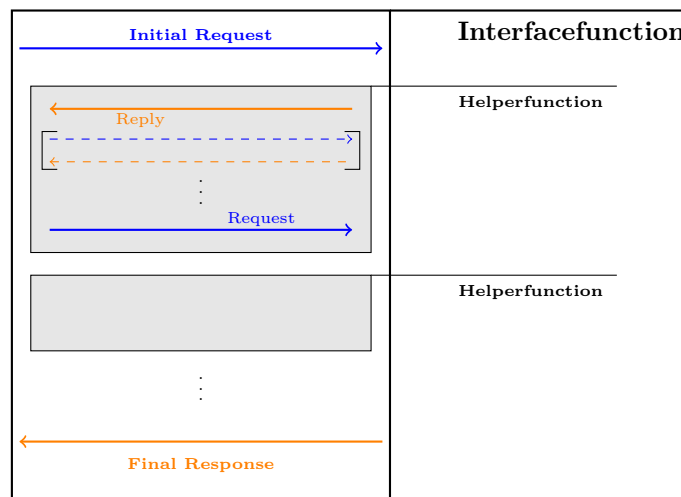 Initial Request
Interfacefunction
Helperfunction
Reply
Request
Helperfunction
Final Response